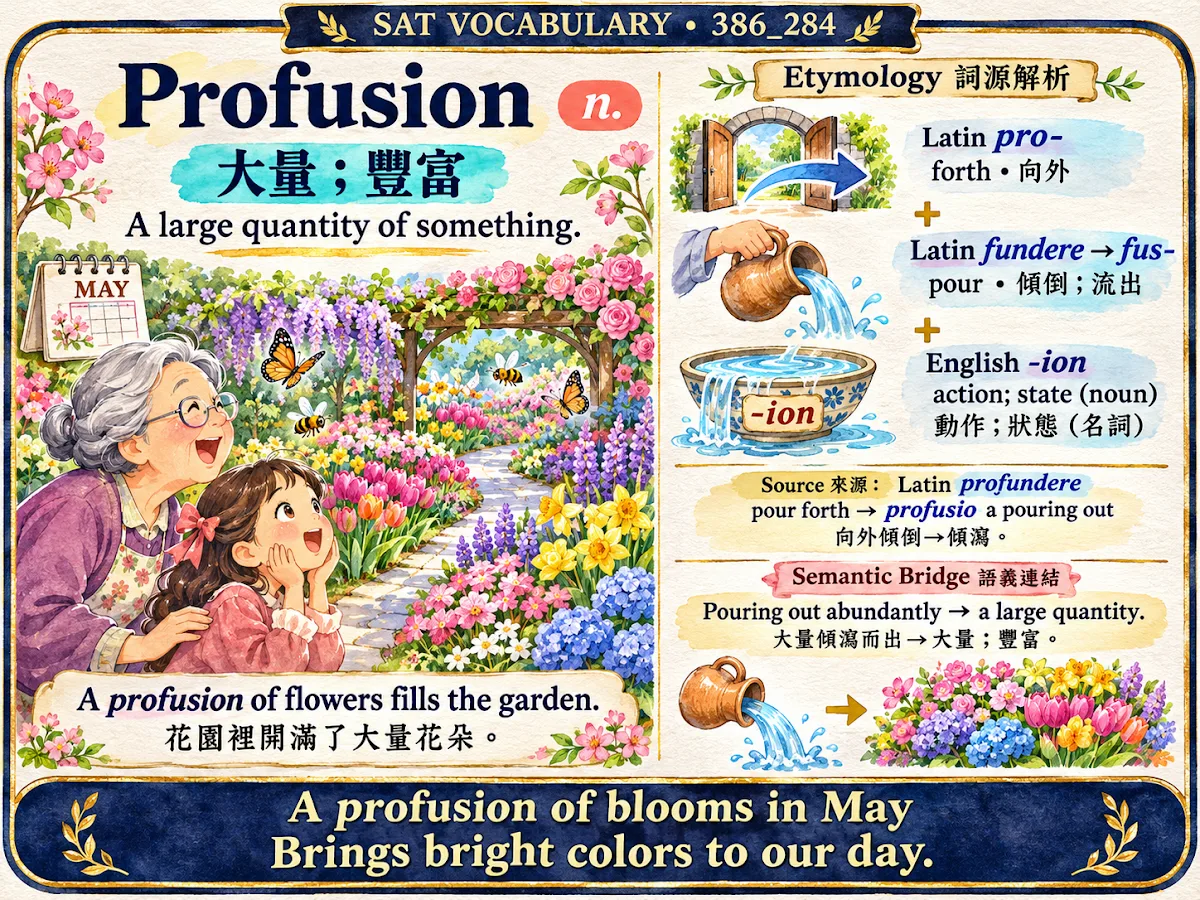 SAT VOCABULARY • 386_284
Profusion n.
大量；豐富
A large quantity of something.
MAY
A profusion of flowers fills the garden.
花園裡開滿了大量花朵。
Etymology 詞源解析
Latin pro-
forth • 向外
+
Latin fundere → fus-
pour • 傾倒；流出
+
English -ion
action; state (noun)
動作；狀態（名詞）
-ion
Source 來源： Latin profundere
pour forth → profusio a pouring out
向外傾倒→傾瀉。
Semantic Bridge 語義連結
Pouring out abundantly → a large quantity.
大量傾瀉而出→大量；豐富。
A profusion of blooms in May
Brings bright colors to our day.